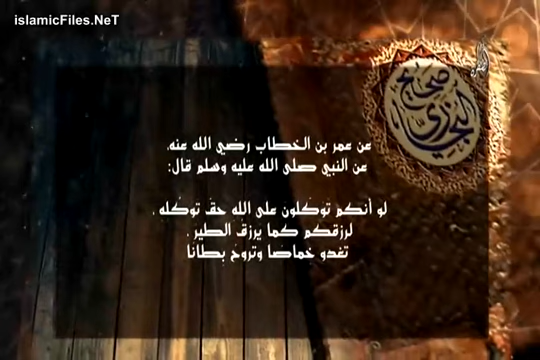 islamicFiles.NeT
صحاح
عن عمر بن الخطاب رضي الله عنه،
عن النبي صلى الله عليه وسلم قال:
لو أنكم توكلون على الله حق توكله ،
لرزقكم كما يرزق الطير ،
تغدو خماصا وتروح بطانا